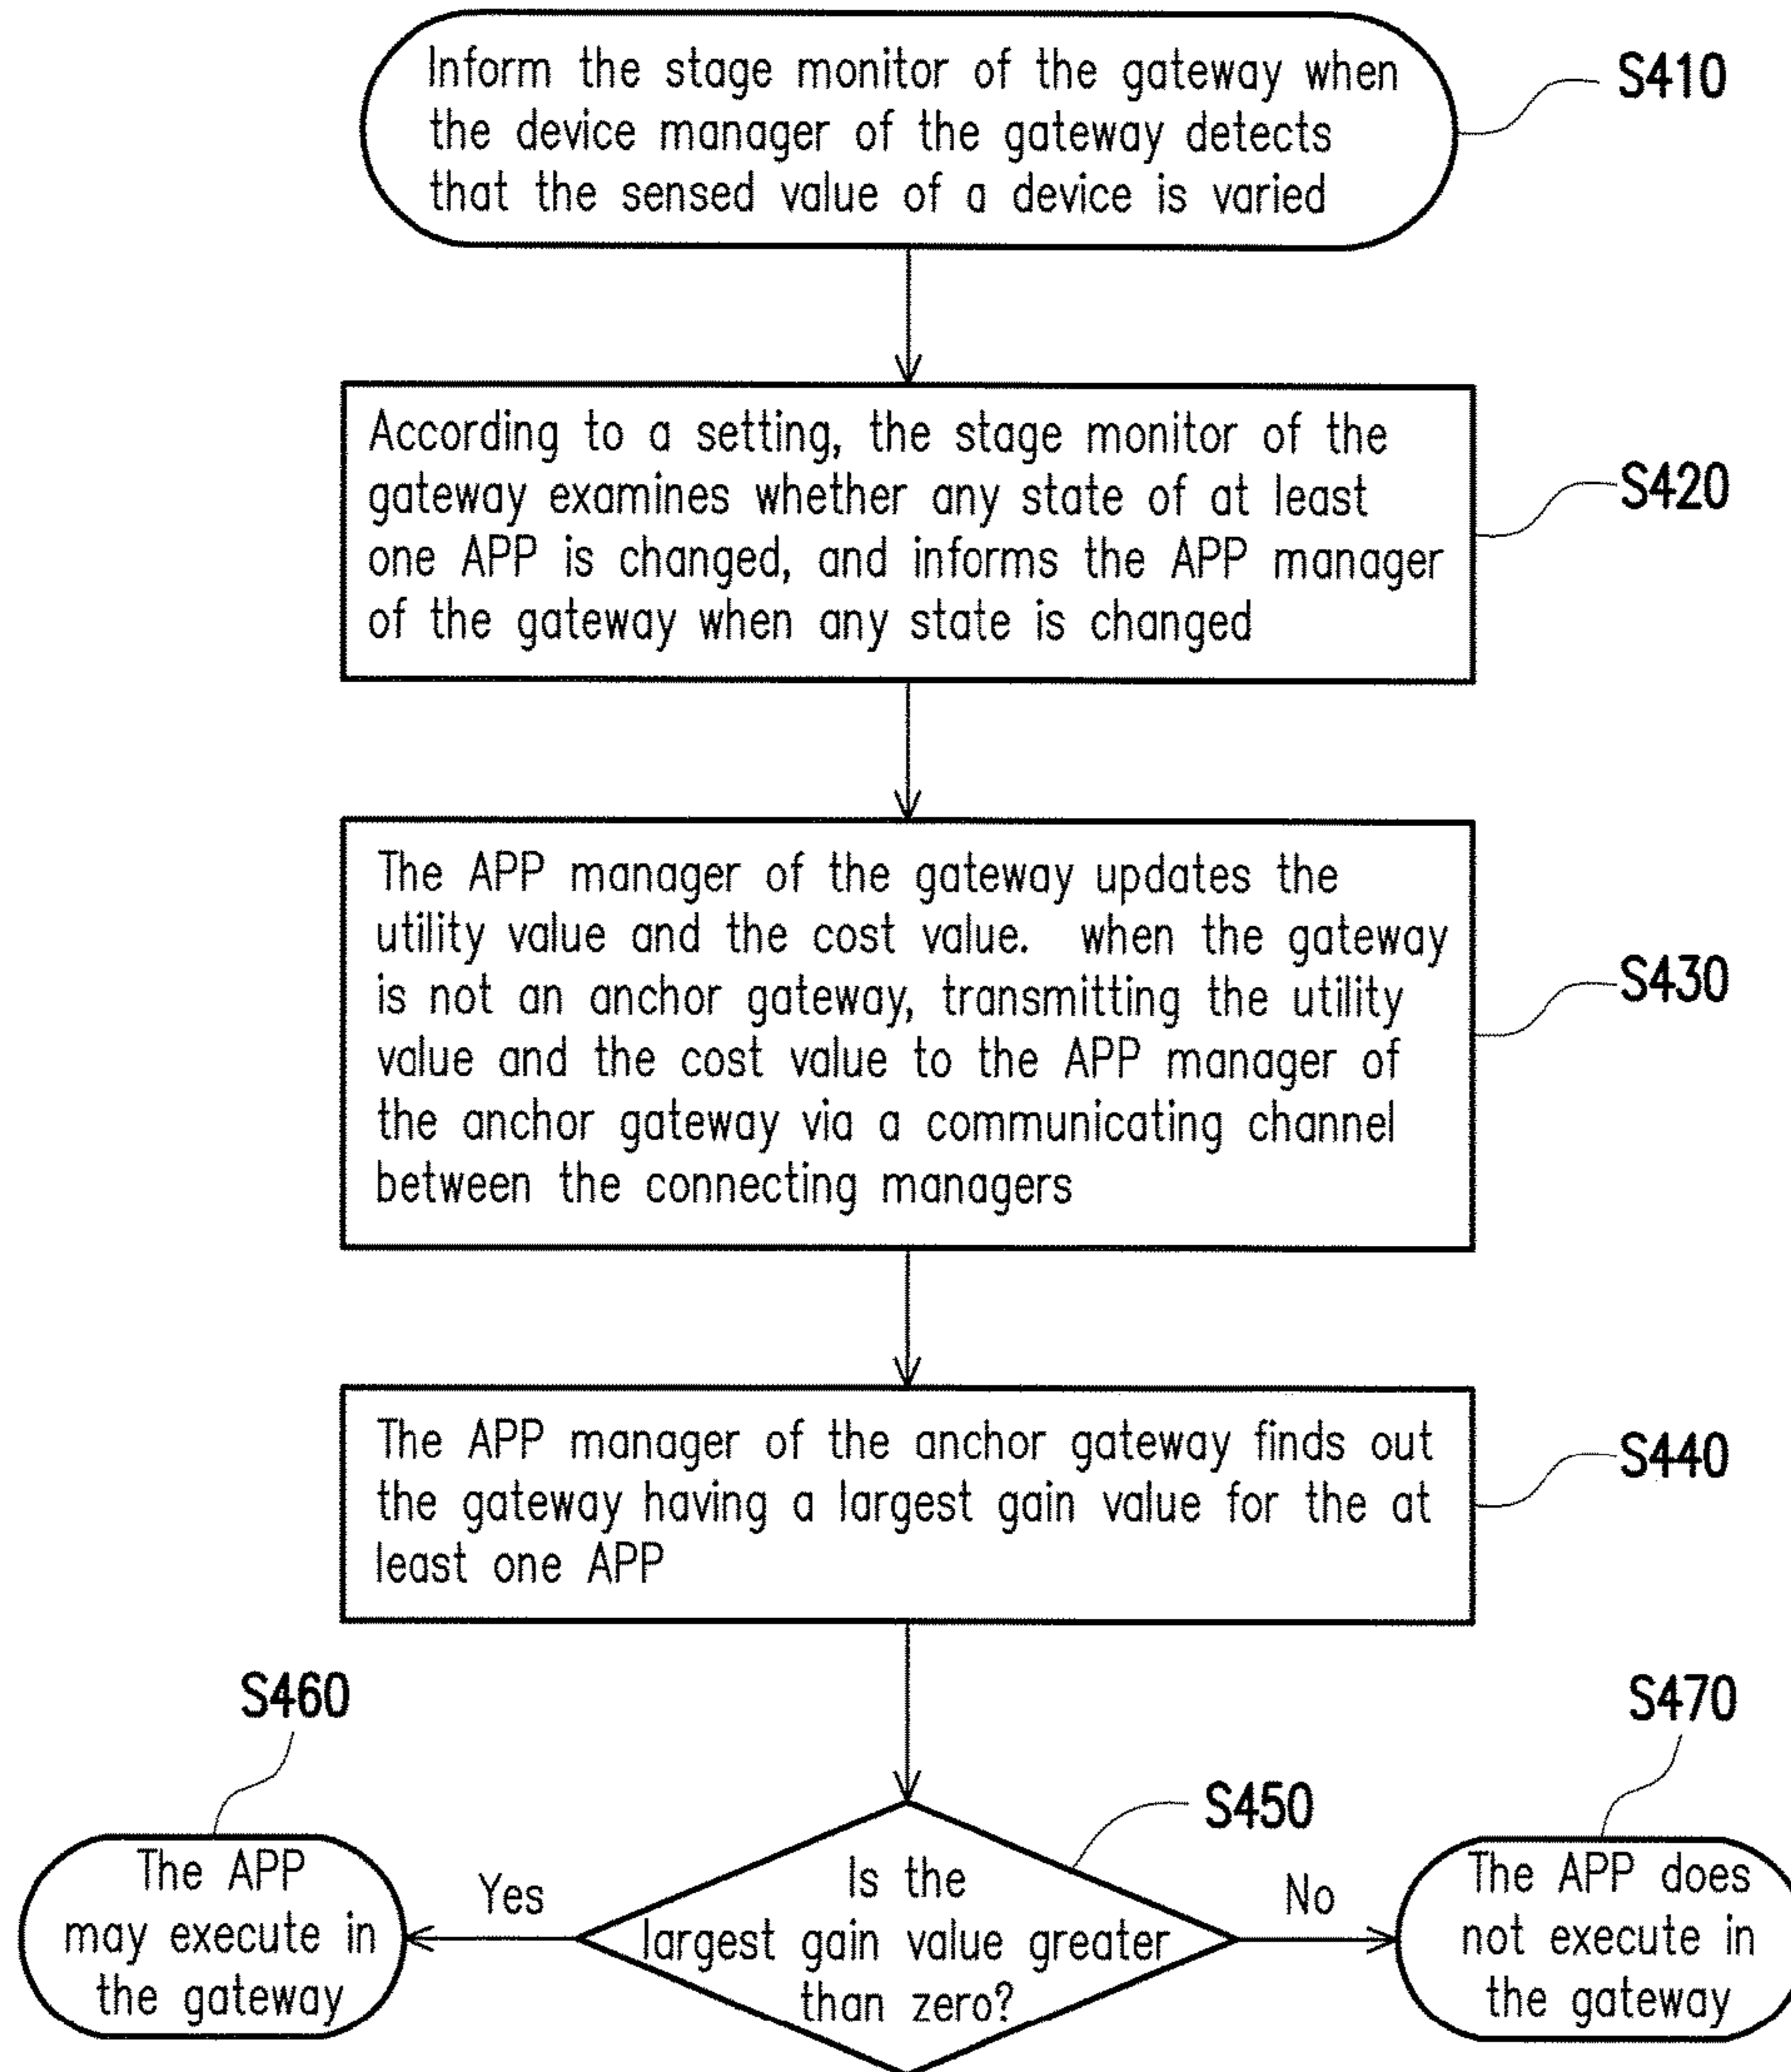 Inform the stage monitor of the gateway when
the device manager of the gateway detects
that the sensed value of a device is varied
S410
According to a setting, the stage monitor of the
gateway examines whether any state of at least
one APP is changed, and informs the APP manager
of the gateway when any state is changed
S420
The APP manager of the gateway updates the
utility value and the cost value. when the gateway
is not an anchor gateway, transmitting the utility
value and the cost value to the APP manager of
the anchor gateway via a communicating channel
between the connecting managers
S430
The APP manager of the anchor gateway finds out
the gateway having a largest gain value for the at
least one APP
S440
S460
The APP
may execute in
the gateway
Yes
S450
Is the
largest gain value greater
than zero?
No
S470
The APP does
not execute in
the gateway